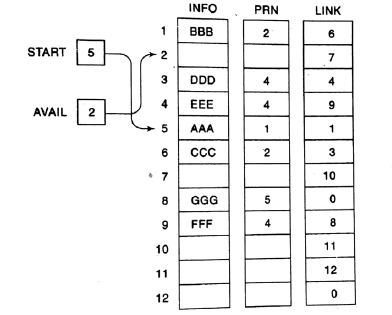 INFO PRN LINK
1 BBB 2 6
START 5 2 7
3 DDD 4 4
AVAIL 2 4 EEE 4 9
5 AAA 1 1
6 CCC 2 3
7 10
8 GGG 5 0
9 FFF 4 8
10 11
11 12
12 0